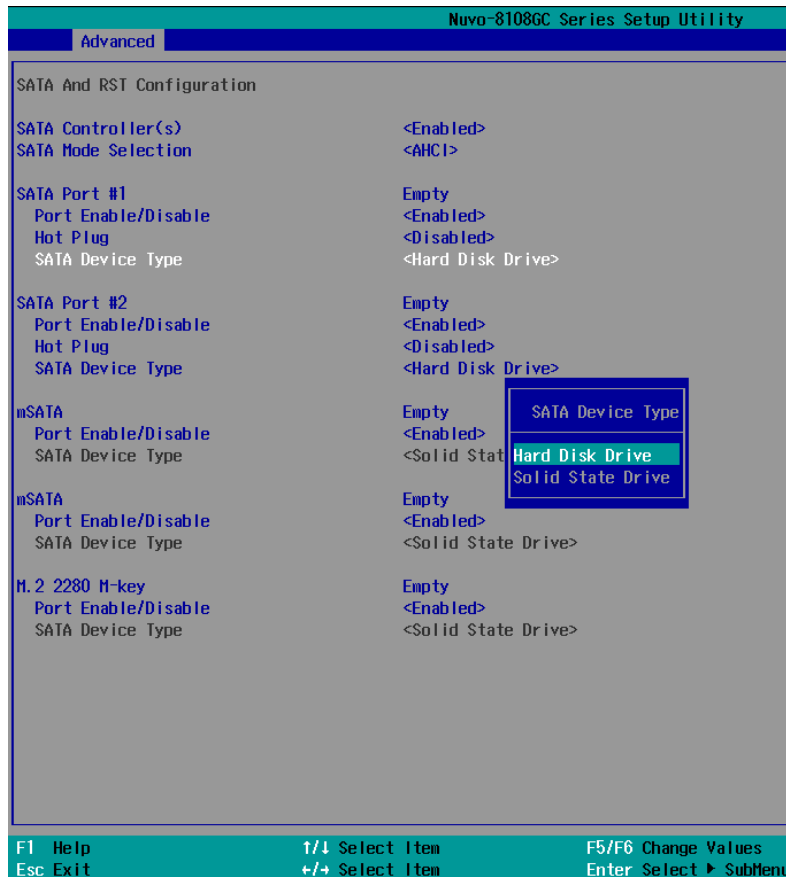 Nuvo-8108GC Series Setup Utility
Advanced
SATA And RST Configuration
SATA Controller(s) <Enabled>
SATA Mode Selection <AHCI>
SATA Port #1 Empty
Port Enable/Disable <Enabled>
Hot Plug <Disabled>
SATA Device Type <Hard Disk Drive>
SATA Port #2 Empty
Port Enable/Disable <Enabled>
Hot Plug <Disabled>
SATA Device Type <Hard Disk Drive>
mSATA Empty
Port Enable/Disable <Enabled>
SATA Device Type <Solid Stat
SATA Device Type
Hard Disk Drive
Solid State Drive
mSATA Empty
Port Enable/Disable <Enabled>
SATA Device Type <Solid State Drive>
M.2 2280 M-key Empty
Port Enable/Disable <Enabled>
SATA Device Type <Solid State Drive>
F1 Help ↑/↓ Select Item F5/F6 Change Values
Esc Exit ←/→ Select Item Enter Select ▶ SubMenu